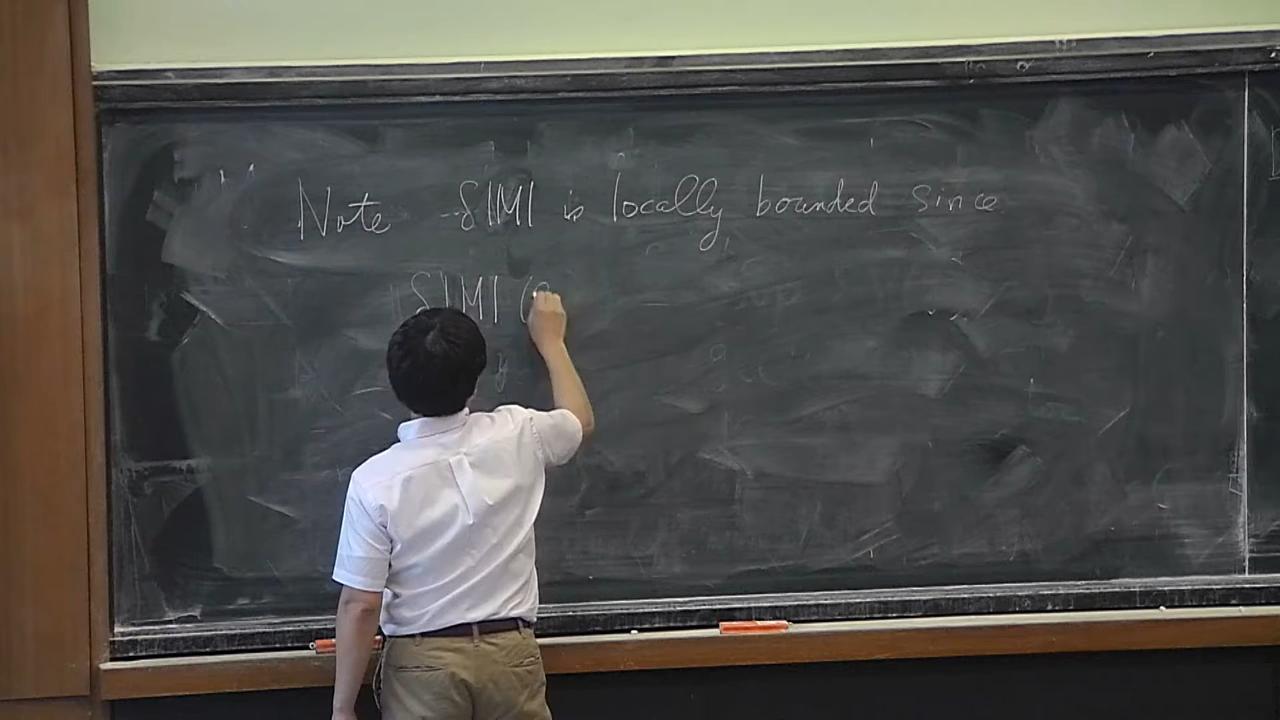 Note δ|M| is locally bounded since
δ|M| (